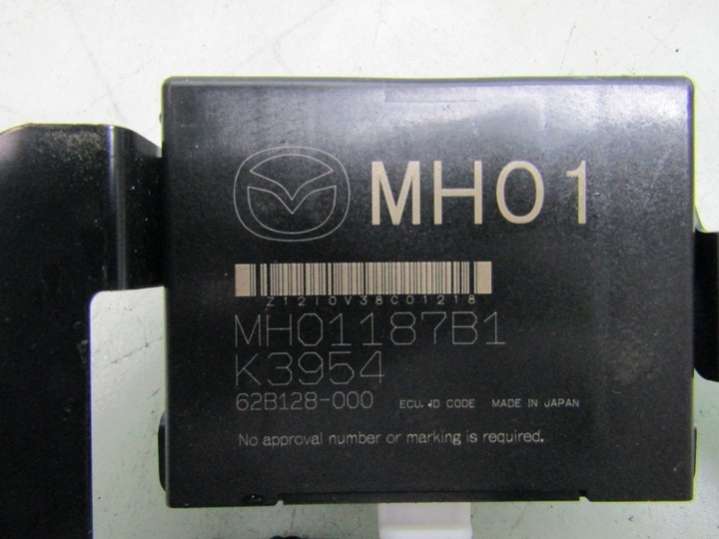 MH01
Z1210V38C01218
MH01187B1
K3954
62B128-000 ECU. ID CODE MADE IN JAPAN
No approval number or marking is required.